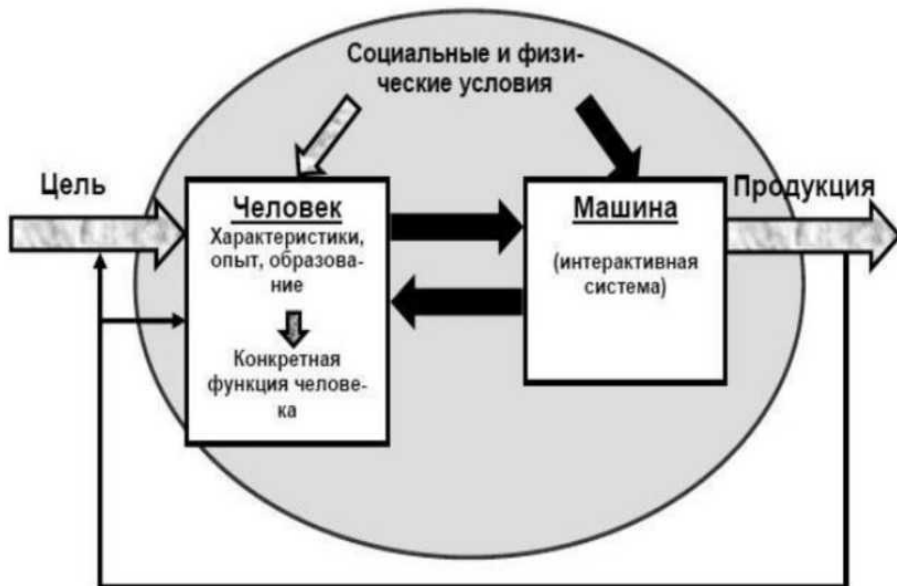 Социальные и физи-
ческие условия
Цель
Продукция
Человек
Характеристики,
опыт, образова-
ние
Конкретная
функция челове-
ка
Машина
(интерактивная
система)